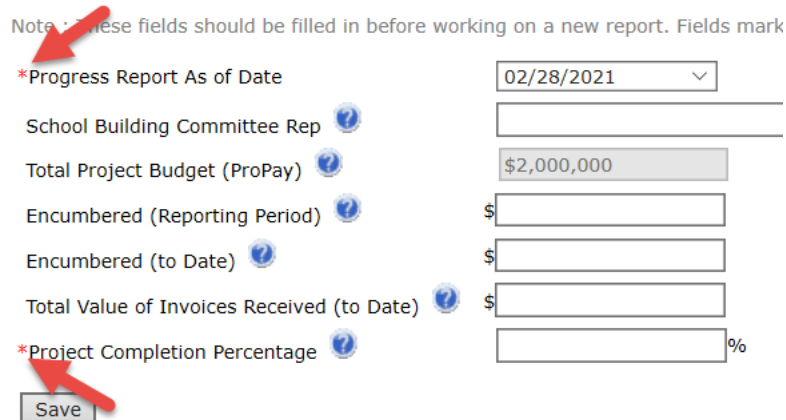 Note : These fields should be filled in before working on a new report. Fields mark
*Progress Report As of Date 02/28/2021
School Building Committee Rep ?
Total Project Budget (ProPay) ? $2,000,000
Encumbered (Reporting Period) ? $
Encumbered (to Date) ? $
Total Value of Invoices Received (to Date) ? $
*Project Completion Percentage ? %
Save